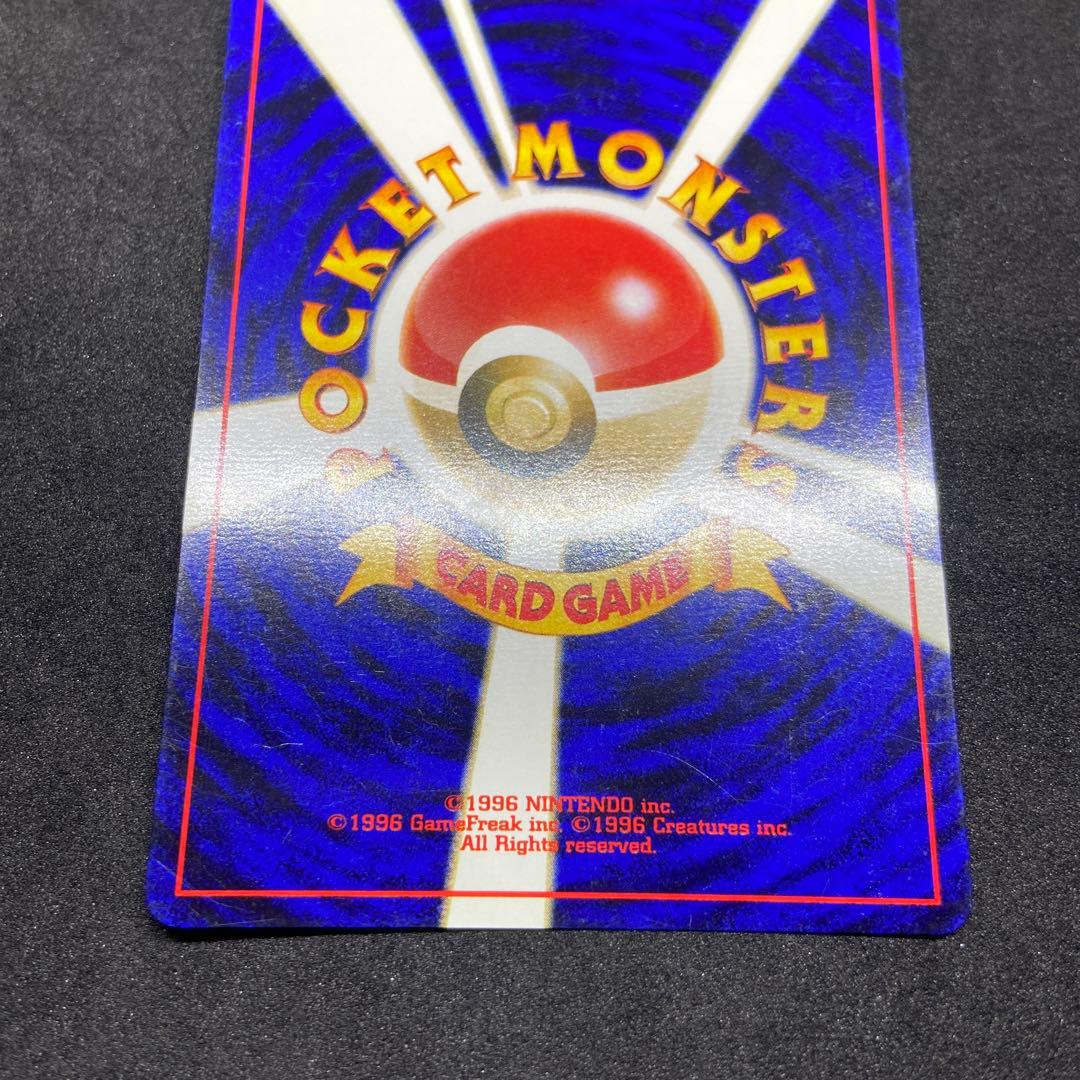 POCKET MONSTERS
CARD GAME
©1996 NINTENDO inc.
©1996 GameFreak inc. ©1996 Creatures inc.
All Rights reserved.